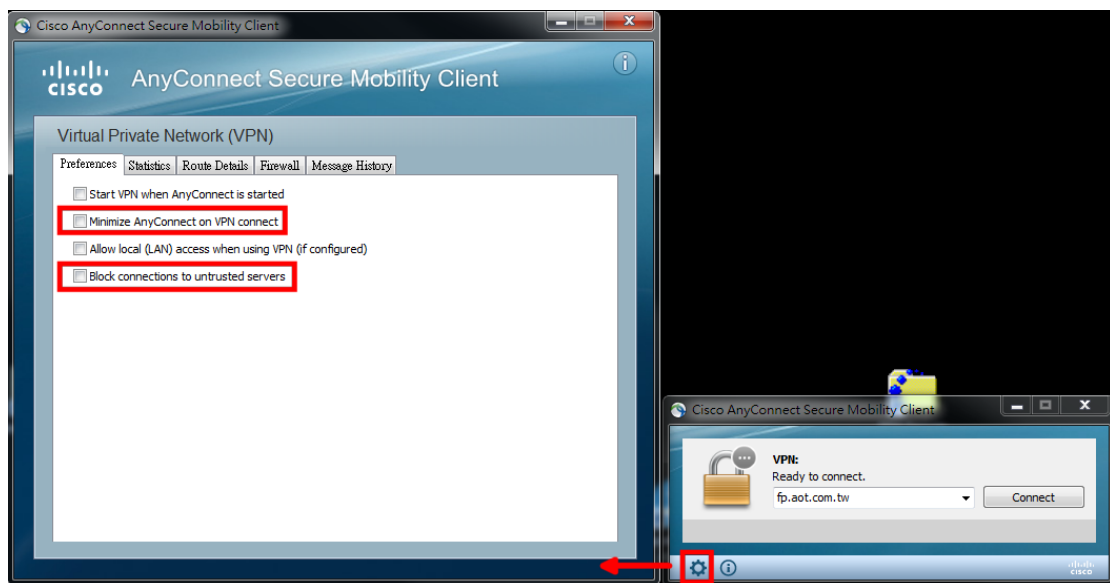 Cisco AnyConnect Secure Mobility Client
CISCO AnyConnect Secure Mobility Client
Virtual Private Network (VPN)
Preferences Statistics Route Details Firewall Message History
Start VPN when AnyConnect is started
Minimize AnyConnect on VPN connect
Allow local (LAN) access when using VPN (if configured)
Block connections to untrusted servers
Cisco AnyConnect Secure Mobility Client
VPN:
Ready to connect.
fp.aot.com.tw Connect
CISCO